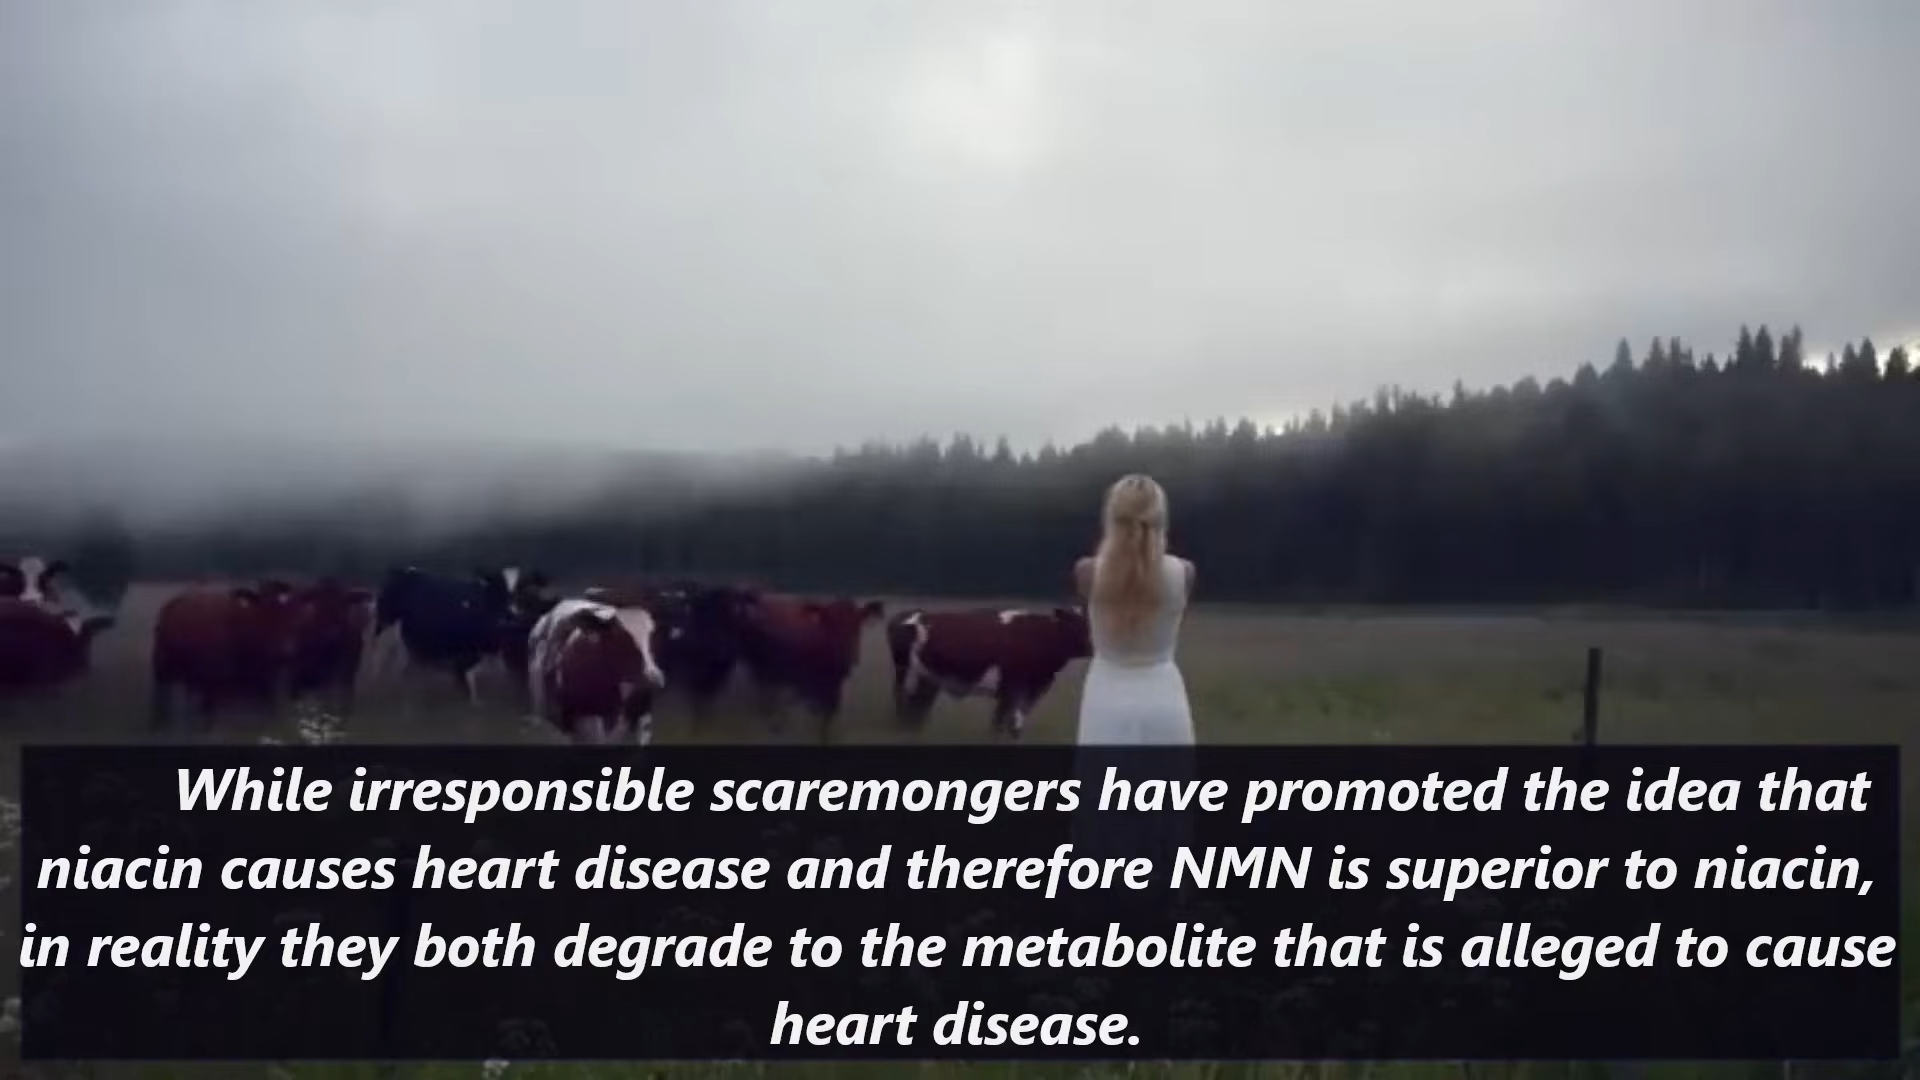 While irresponsible scaremongers have promoted the idea that
niacin causes heart disease and therefore NMN is superior to niacin,
in reality they both degrade to the metabolite that is alleged to cause
heart disease.